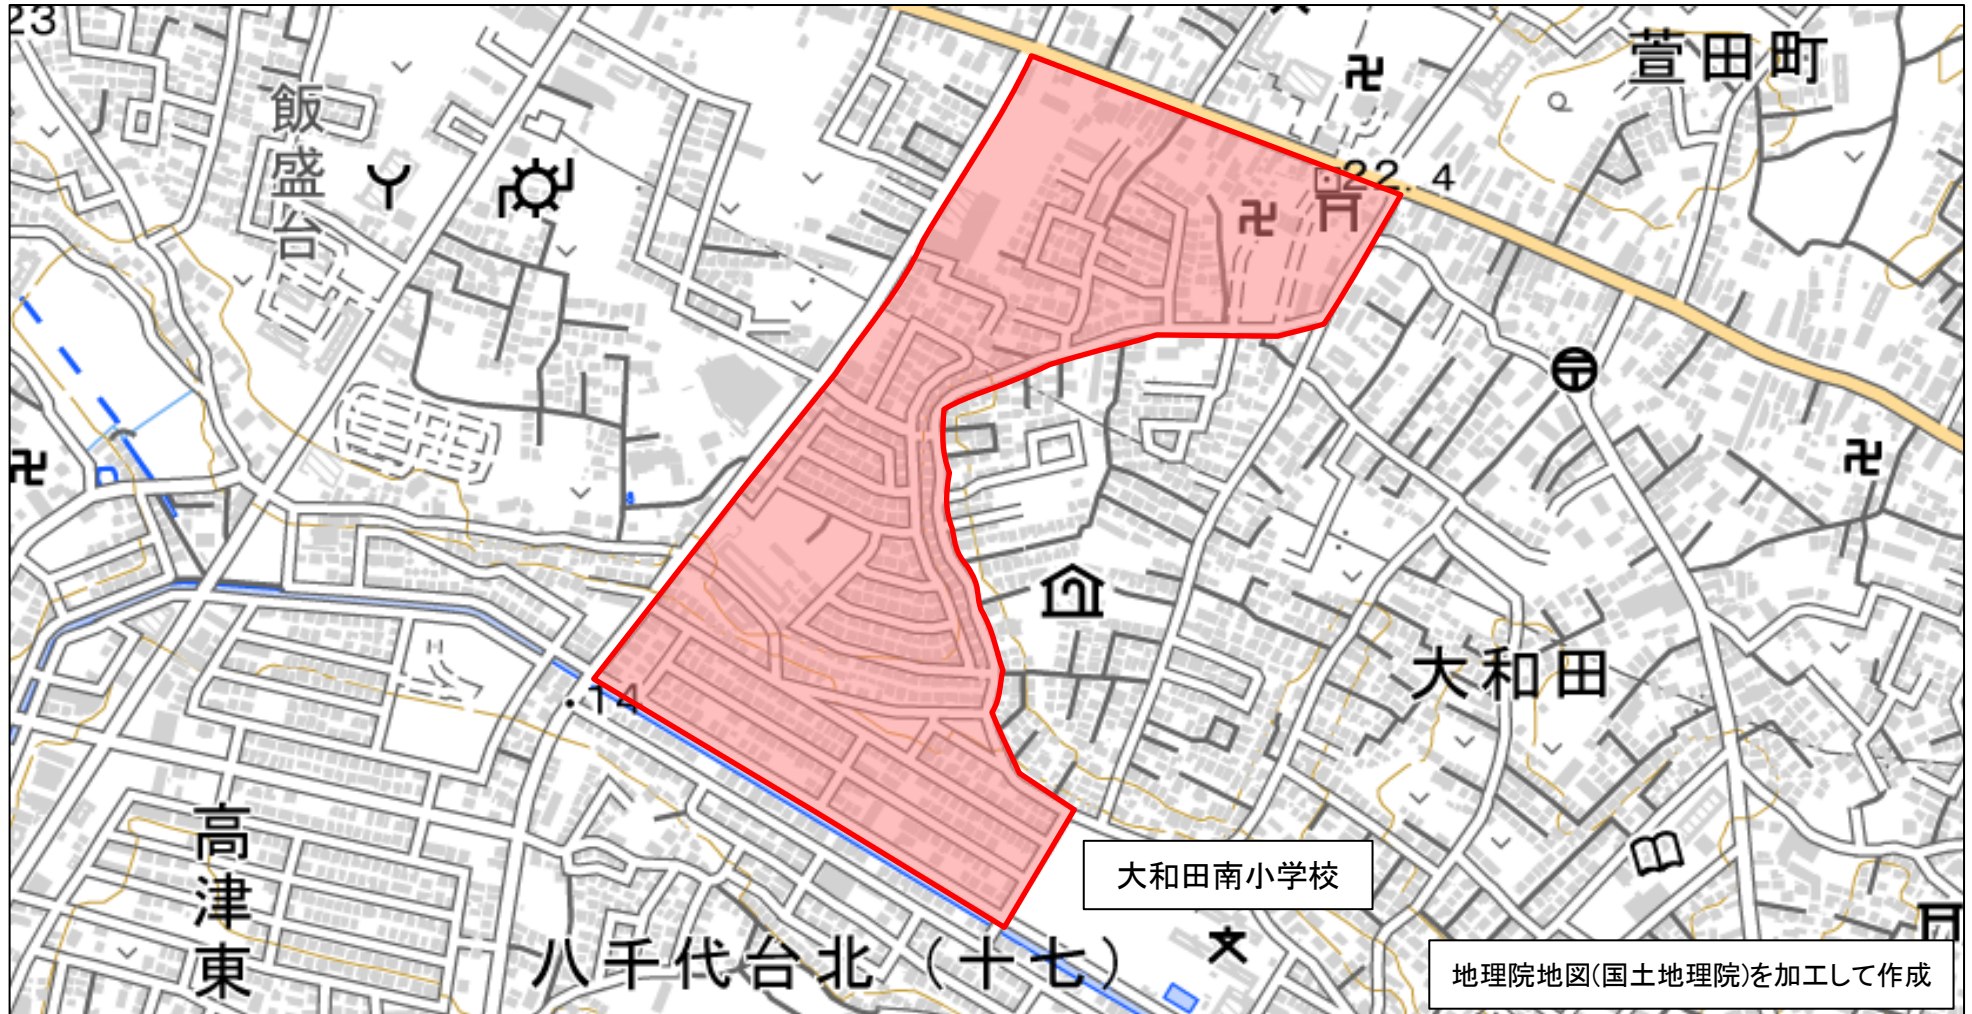 23
萱田町
飯盛台
22.4
大和田
.14
高津東
大和田南小学校
八千代台北（十七）
地理院地図(国土地理院)を加工して作成